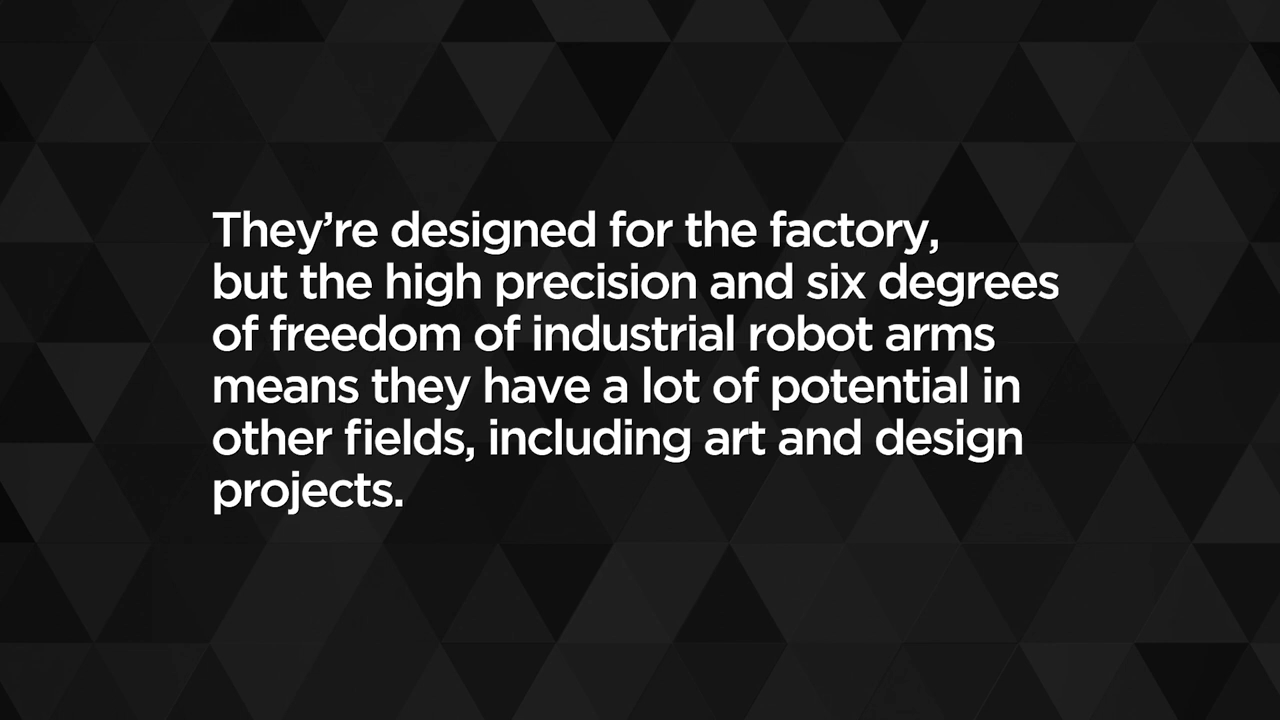 They’re designed for the factory,
but the high precision and six degrees
of freedom of industrial robot arms
means they have a lot of potential in
other fields, including art and design
projects.